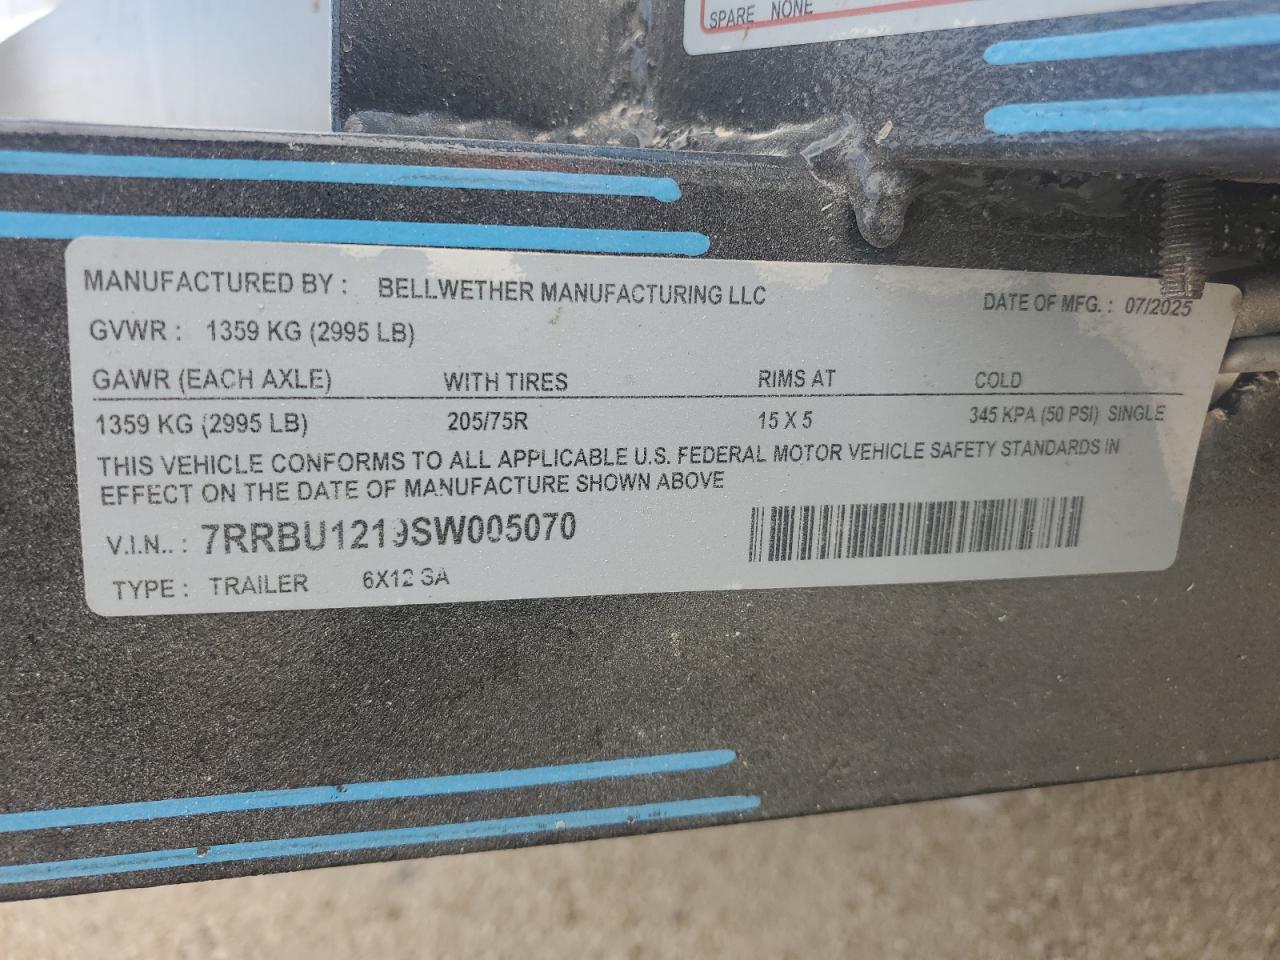 SPARE NONE
MANUFACTURED BY : BELLWETHER MANUFACTURING LLC DATE OF MFG. : 07/2025
GVWR : 1359 KG (2995 LB)
GAWR (EACH AXLE) WITH TIRES RIMS AT COLD
1359 KG (2995 LB) 205/75R 15 X 5 345 KPA (50 PSI) SINGLE
THIS VEHICLE CONFORMS TO ALL APPLICABLE U.S. FEDERAL MOTOR VEHICLE SAFETY STANDARDS IN
EFFECT ON THE DATE OF MANUFACTURE SHOWN ABOVE
V.I.N.. : 7RRBU1219SW005070
TYPE : TRAILER 6X12 SA